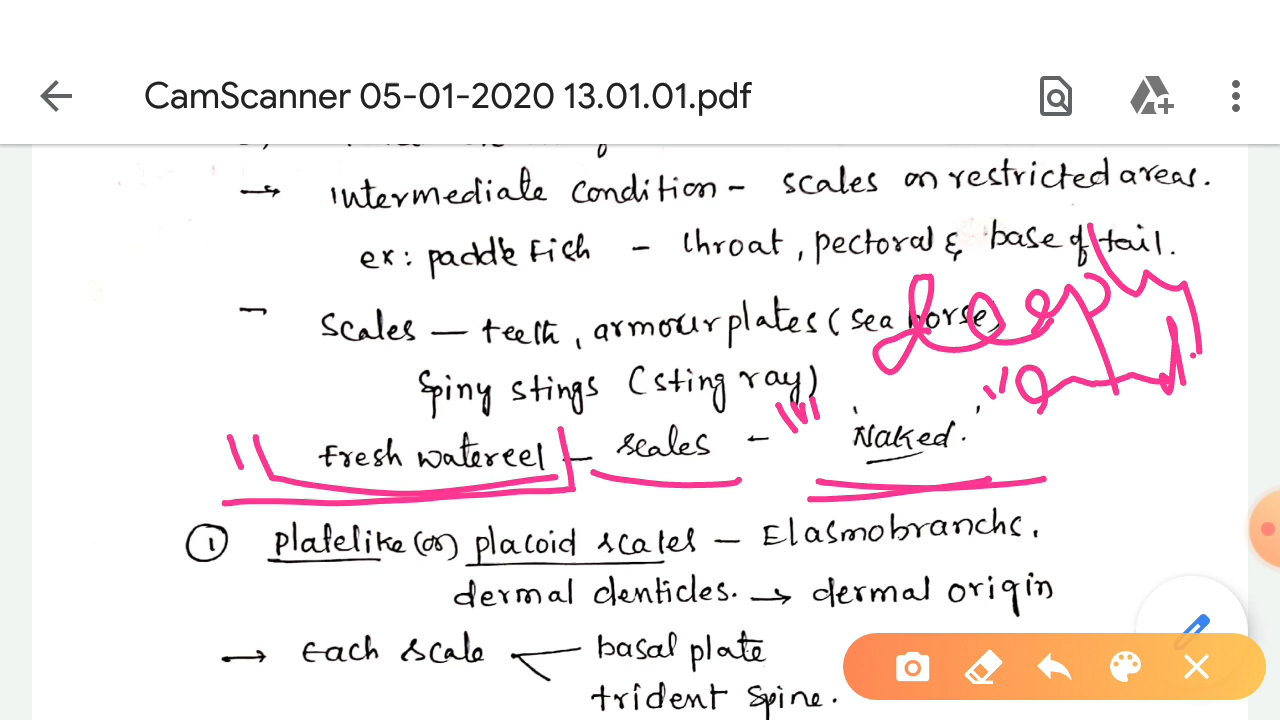 CamScanner 05-01-2020 13.01.01.pdf
→ Intermediate condition - scales on restricted areas.
ex: paddle Fish - throat, pectoral & base of tail.
- Scales - teeth, armour plates (sea horse)
Spiny stings (sting ray)
Fresh watereel - scales - 'Naked.'
① Platelike (or) placoid scales - Elasmobranchs.
dermal denticles. → dermal origin
→ Each scale basal plate
trident spine.